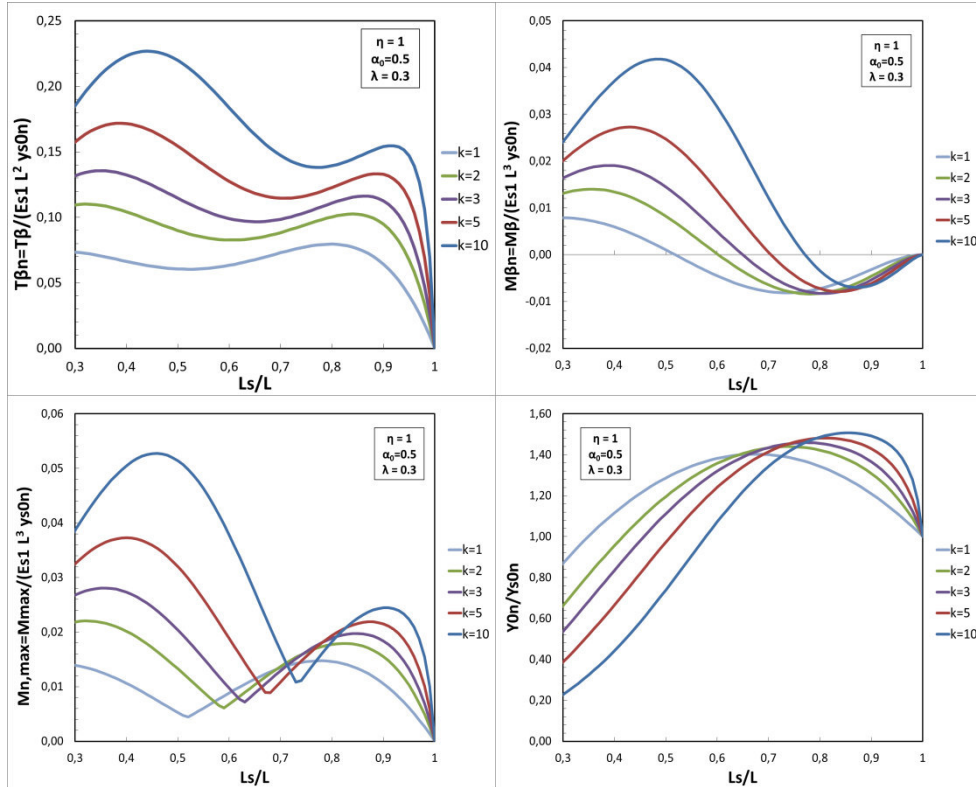 0,25
0,20
0,15
0,10
0,05
0,00
Tβn=Tβ/(Es1 L² ys0n)
η = 1
α₀=0.5
λ = 0.3
k=1
k=2
k=3
k=5
k=10
0,3 0,4 0,5 0,6 0,7 0,8 0,9 1
Ls/L
0,05
0,04
0,03
0,02
0,01
0,00
-0,01
-0,02
Mβn=Mβ/(Es1 L³ ys0n)
η = 1
α₀=0.5
λ = 0.3
k=1
k=2
k=3
k=5
k=10
0,3 0,4 0,5 0,6 0,7 0,8 0,9 1
Ls/L
0,06
0,05
0,04
0,03
0,02
0,01
0,00
Mn,max=Mmax/(Es1 L³ ys0n)
η = 1
α₀=0.5
λ = 0.3
k=1
k=2
k=3
k=5
k=10
0,3 0,4 0,5 0,6 0,7 0,8 0,9 1
Ls/L
1,60
1,40
1,20
1,00
0,80
0,60
0,40
0,20
0,00
Y0n/Ys0n
η = 1
α₀=0.5
λ = 0.3
k=1
k=2
k=3
k=5
k=10
0,3 0,4 0,5 0,6 0,7 0,8 0,9 1
Ls/L